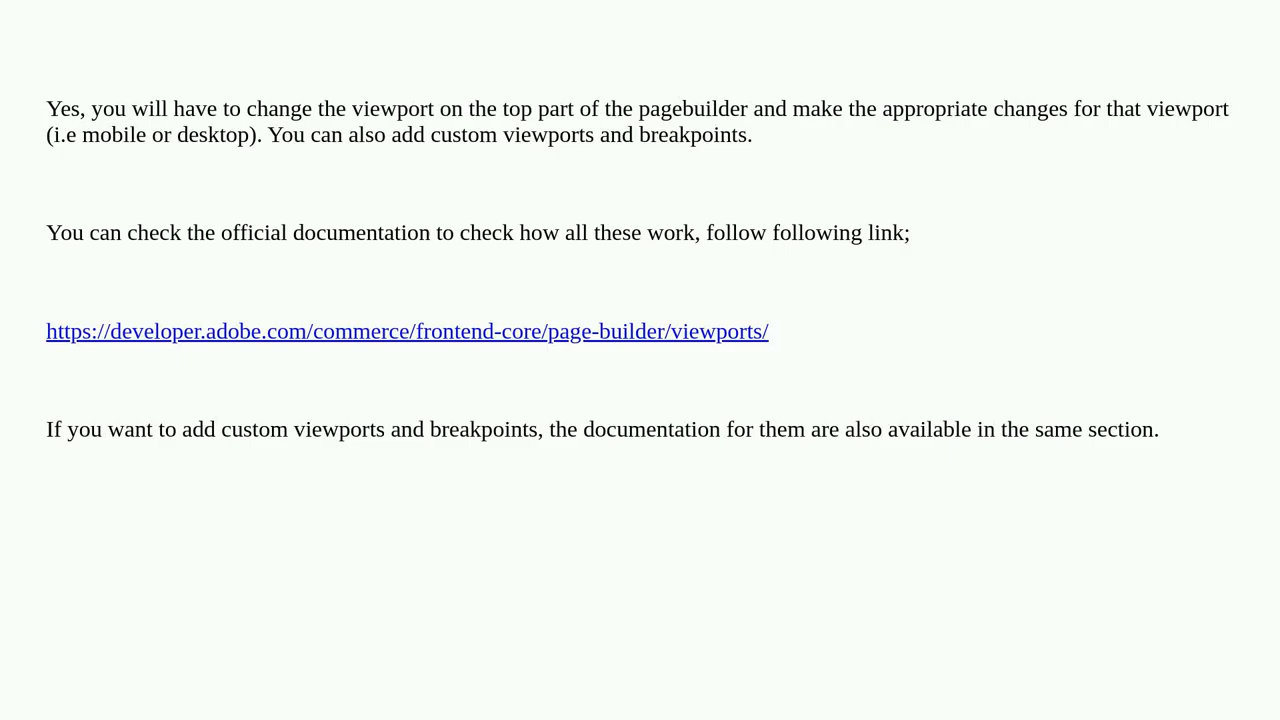 Yes, you will have to change the viewport on the top part of the pagebuilder and make the appropriate changes for that viewport
(i.e mobile or desktop). You can also add custom viewports and breakpoints.
You can check the official documentation to check how all these work, follow following link;
https://developer.adobe.com/commerce/frontend-core/page-builder/viewports/
If you want to add custom viewports and breakpoints, the documentation for them are also available in the same section.